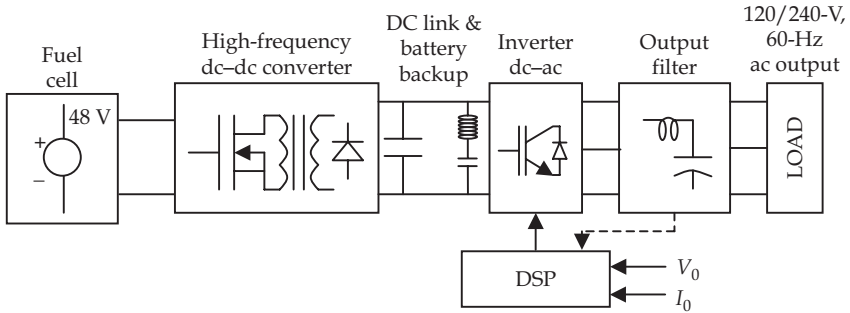 Fuel
cell
High-frequency
dc–dc converter
DC link &
battery
backup
Inverter
dc–ac
Output
filter
120/240-V,
60-Hz
ac output
48 V
+
–
LOAD
DSP
V0
I0